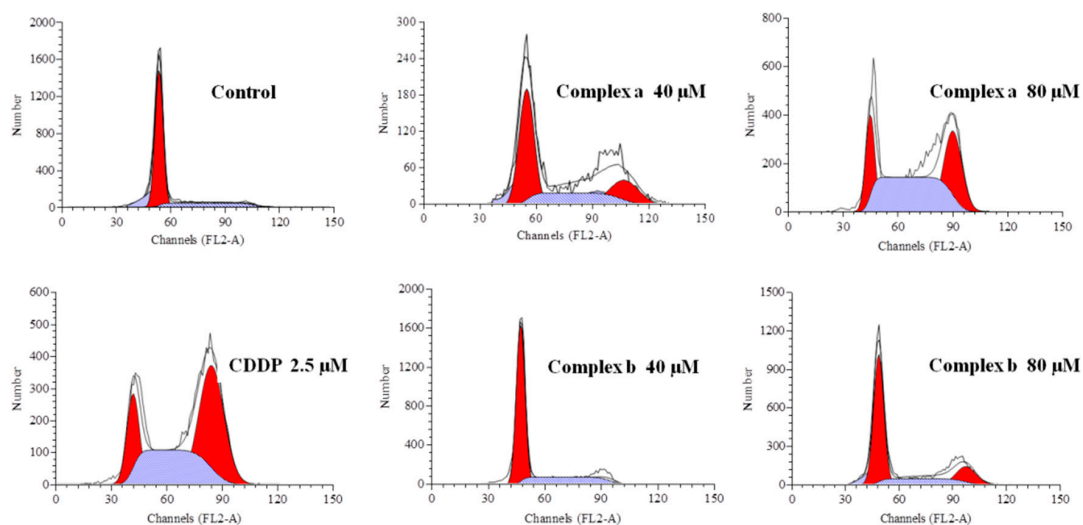 2000
1600
1200
800
400
0
Number
0 30 60 90 120 150
Channels (FL2-A)
Control
300
240
180
120
60
0
Number
0 30 60 90 120 150
Channels (FL2-A)
Complex a 40 μM
800
600
400
200
0
Number
0 30 60 90 120 150
Channels (FL2-A)
Complex a 80 μM
600
500
400
300
200
100
0
Number
0 30 60 90 120 150
Channels (FL2-A)
CDDP 2.5 μM
2000
1600
1200
800
400
0
Number
0 30 60 90 120 150
Channels (FL2-A)
Complex b 40 μM
1500
1200
900
600
300
0
Number
0 30 60 90 120 150
Channels (FL2-A)
Complex b 80 μM